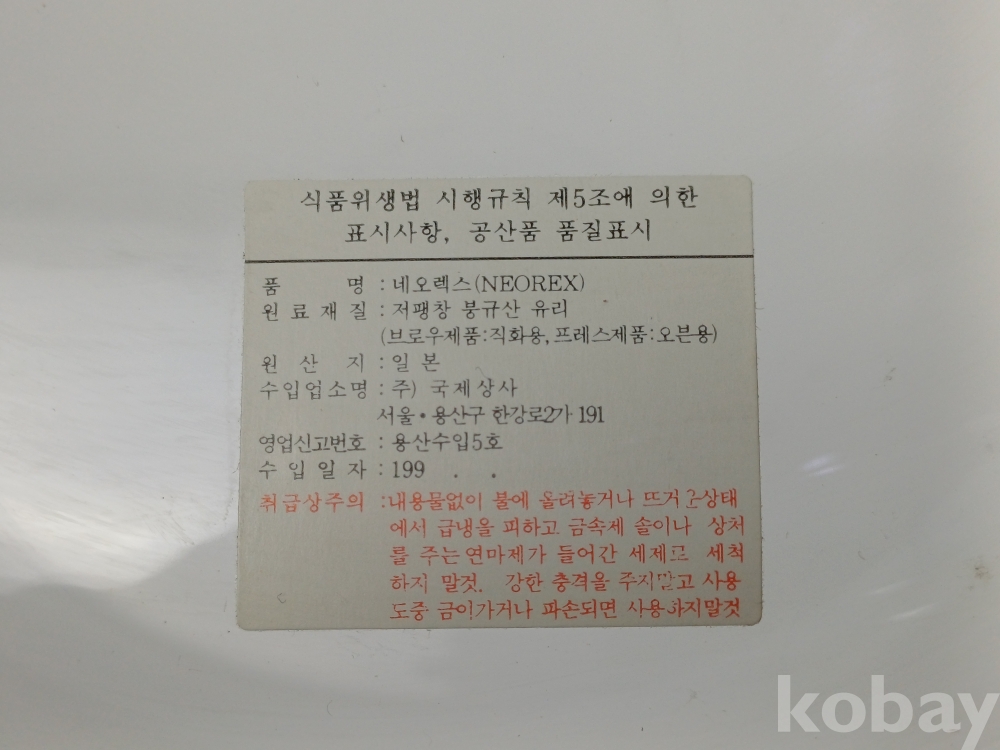 식품위생법 시행규칙 제5조애 의한
표시사항, 공산품 품질표시
품 명 : 네오렉스(NEOREX)
원료재질 : 저팽창 붕규산 유리
(브로우제품:직화용, 프레스제품:오븐용)
원 산 지 : 일본
수입업소명 : 주) 국제상사
서울·용산구 한강로2가 191
영업신고번호 : 용산수입5호
수입일자 : 199 . .
취급상주의 : 내용물없이 불에 올려놓거나 뜨거운상태
에서 급냉을 피하고 금속제 솔이나 상처
를 주는 연마제가 들어간 세제로 세척
하지 말것. 강한 충격을 주지말고 사용
도중 금이가거나 파손되면 사용하지말것
kobay